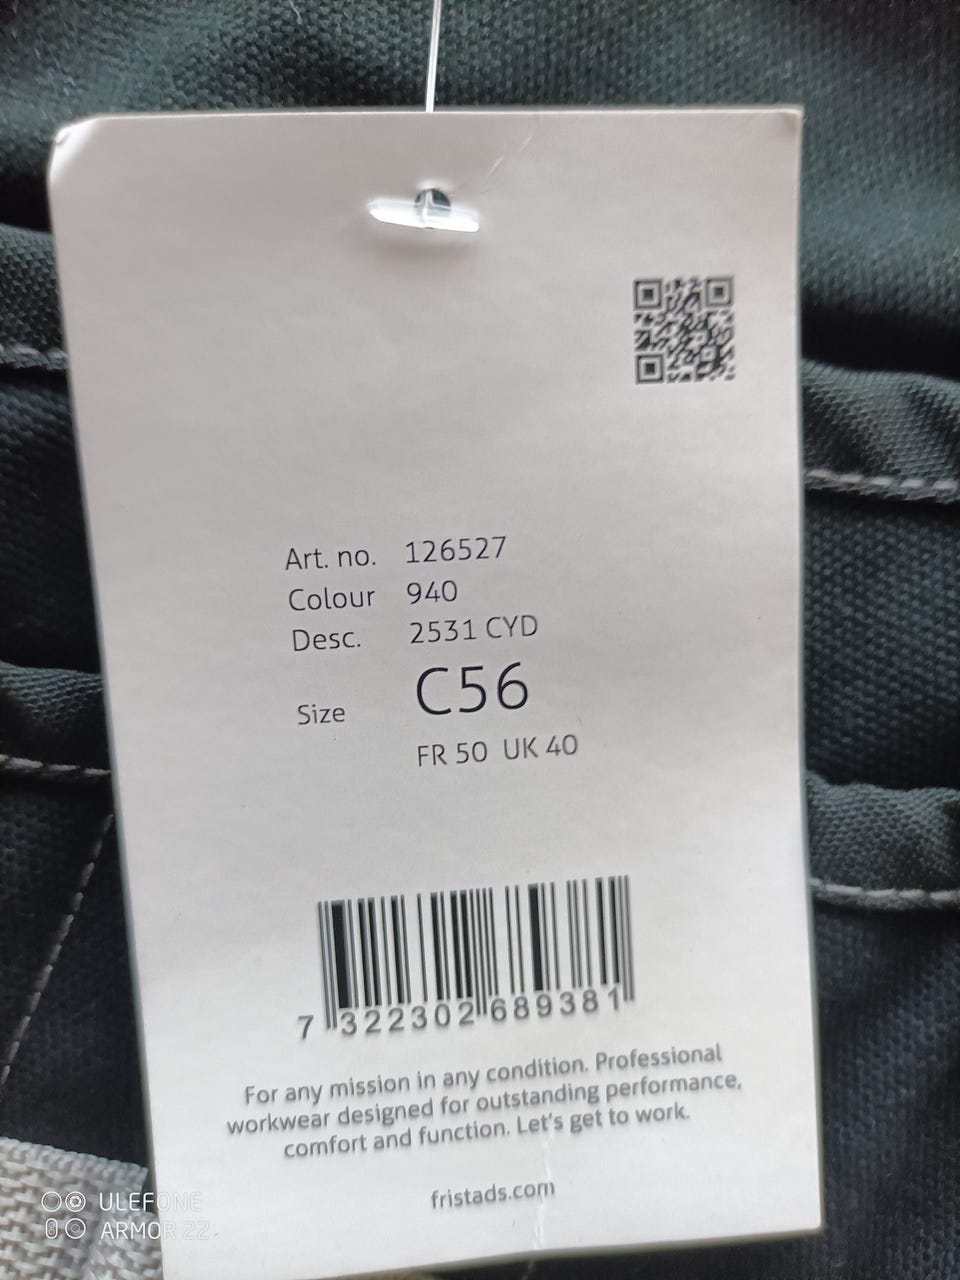 Art. no. 126527
Colour 940
Desc. 2531 CYD
Size C56
FR 50 UK 40
7 322302 689381
For any mission in any condition. Professional
workwear designed for outstanding performance,
comfort and function. Let's get to work.
fristads.com
ULEFONE
ARMOR 22